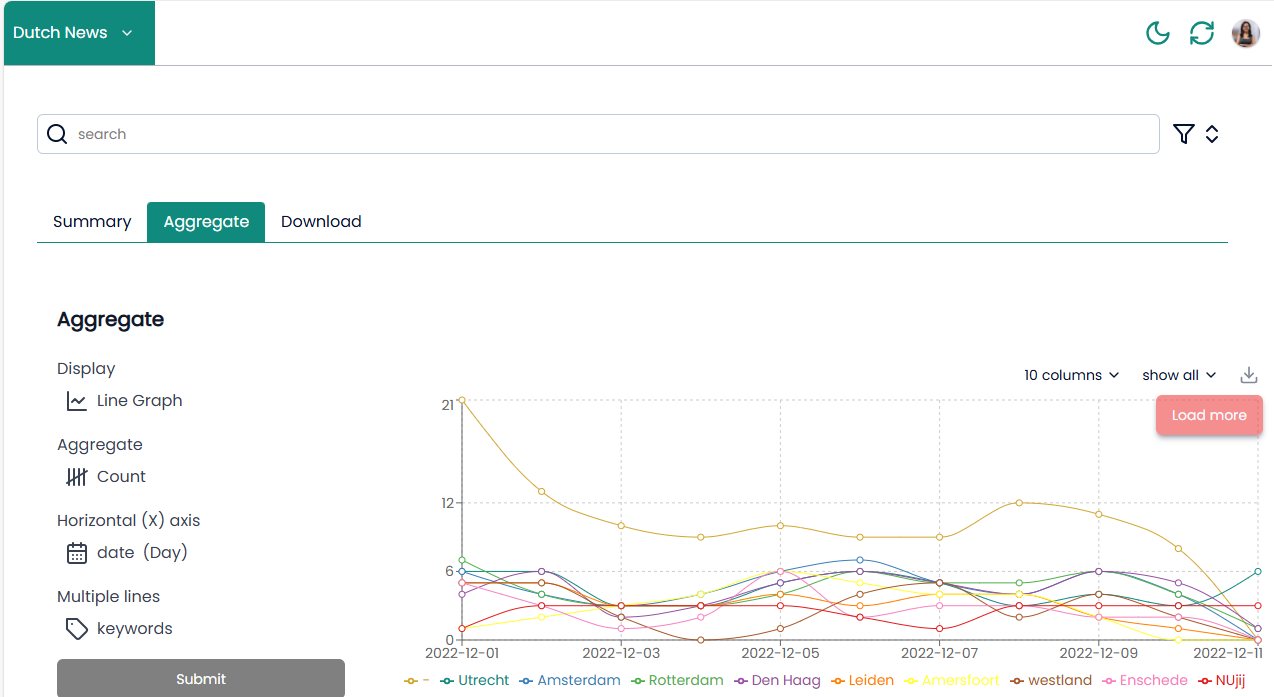 Dutch News
search
Summary Aggregate Download
Aggregate
Display
Line Graph
Aggregate
Count
Horizontal (X) axis
date (Day)
Multiple lines
keywords
Submit
10 columns show all
Load more
21
12
6
0
2022-12-01 2022-12-03 2022-12-05 2022-12-07 2022-12-09 2022-12-11
- Utrecht Amsterdam Rotterdam Den Haag Leiden Amersfoort westland Enschede NUjij